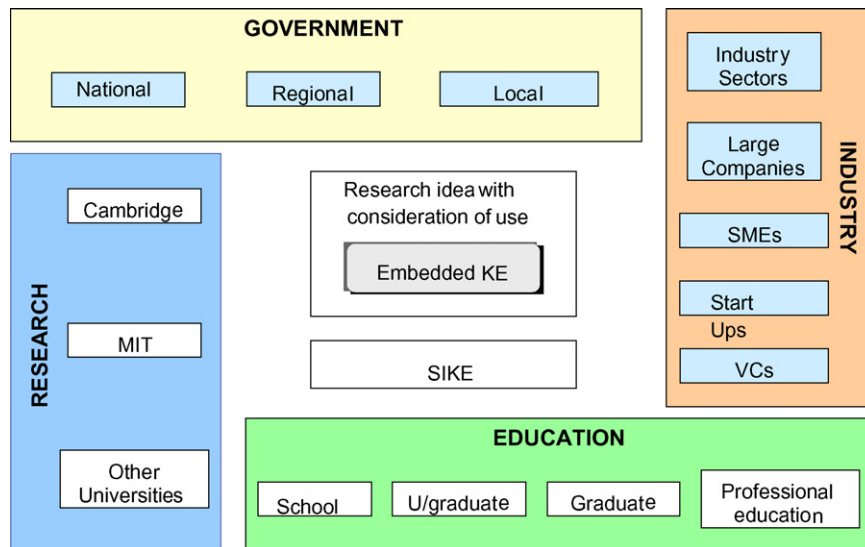 GOVERNMENT
National
Regional
Local
INDUSTRY
Industry
Sectors
Large
Companies
SMEs
Start
Ups
VCs
RESEARCH
Cambridge
MIT
Other
Universities
Research idea with
consideration of use
Embedded KE
SIKE
EDUCATION
School
U/graduate
Graduate
Professional
education